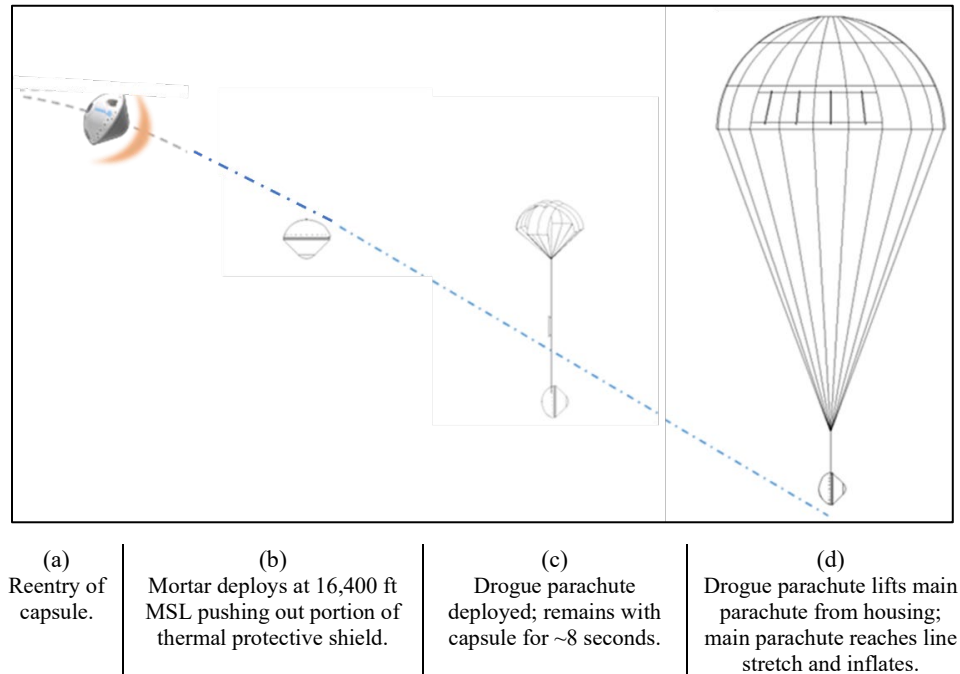 (a)
Reentry of
capsule.
(b)
Mortar deploys at 16,400 ft
MSL pushing out portion of
thermal protective shield.
(c)
Drogue parachute
deployed; remains with
capsule for ~8 seconds.
(d)
Drogue parachute lifts main
parachute from housing;
main parachute reaches line
stretch and inflates.